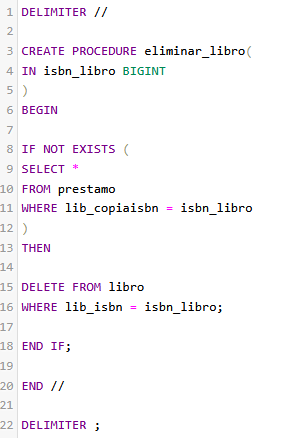 1 DELIMITER //
2
3 CREATE PROCEDURE eliminar_libro(
4 IN isbn_libro BIGINT
5 )
6 BEGIN
7
8 IF NOT EXISTS (
9 SELECT *
10 FROM prestamo
11 WHERE lib_copiaisbn = isbn_libro
12 )
13 THEN
14
15 DELETE FROM libro
16 WHERE lib_isbn = isbn_libro;
17
18 END IF;
19
20 END //
21
22 DELIMITER ;